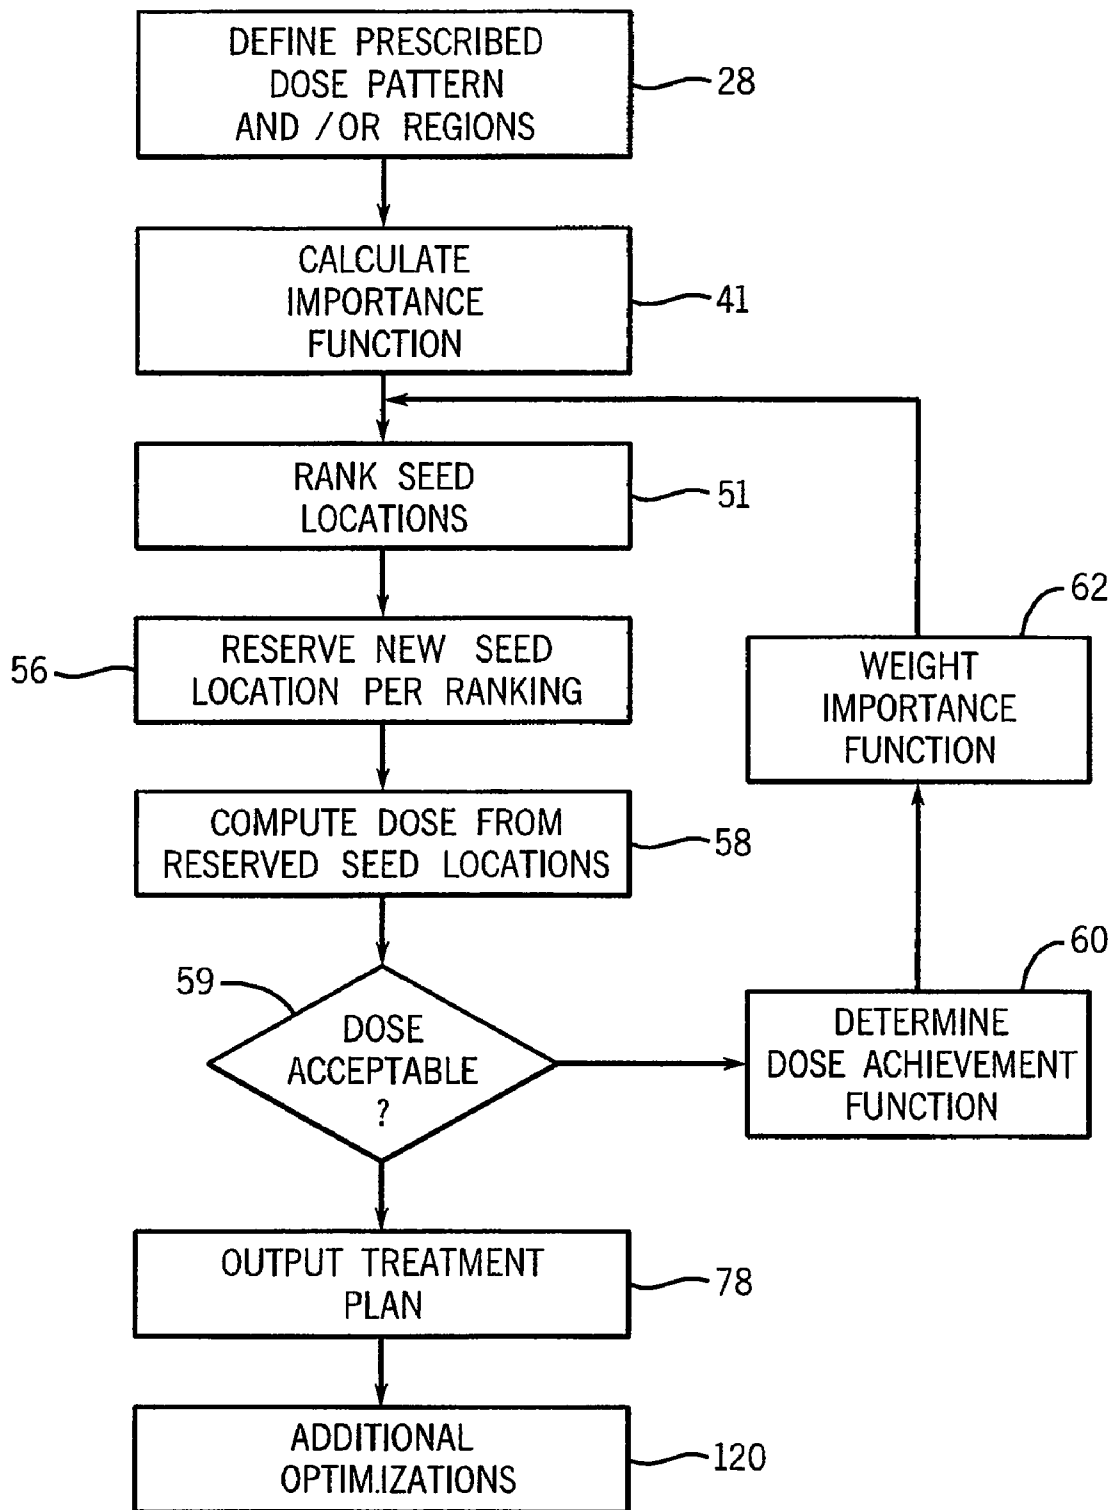 DEFINE PRESCRIBED
DOSE PATTERN
AND /OR REGIONS
28
CALCULATE
IMPORTANCE
FUNCTION
41
RANK SEED
LOCATIONS
51
56
RESERVE NEW SEED
LOCATION PER RANKING
62
WEIGHT
IMPORTANCE
FUNCTION
COMPUTE DOSE FROM
RESERVED SEED LOCATIONS
58
59
DOSE
ACCEPTABLE
?
60
DETERMINE
DOSE ACHIEVEMENT
FUNCTION
OUTPUT TREATMENT
PLAN
78
ADDITIONAL
OPTIM.IZATIONS
120